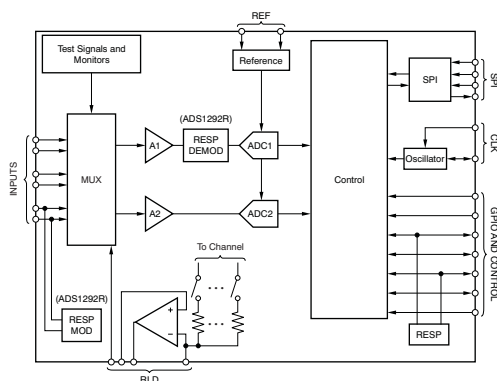 REF
Test Signals and
Monitors
Reference
SPI
SPI
(ADS1292R)
A1
RESP
DEMOD
ADC1
MUX
CLK
Oscillator
INPUTS
Control
A2
ADC2
GPIO AND CONTROL
To Channel
(ADS1292R)
RESP
MOD
+
−
RESP
RLD